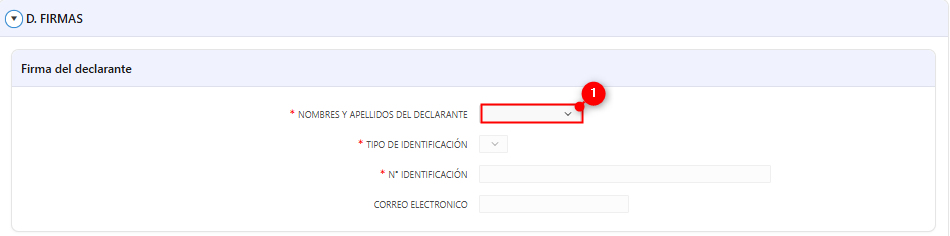 D. FIRMAS
Firma del declarante
1
* NOMBRES Y APELLIDOS DEL DECLARANTE
* TIPO DE IDENTIFICACIÓN
* N° IDENTIFICACIÓN
CORREO ELECTRONICO